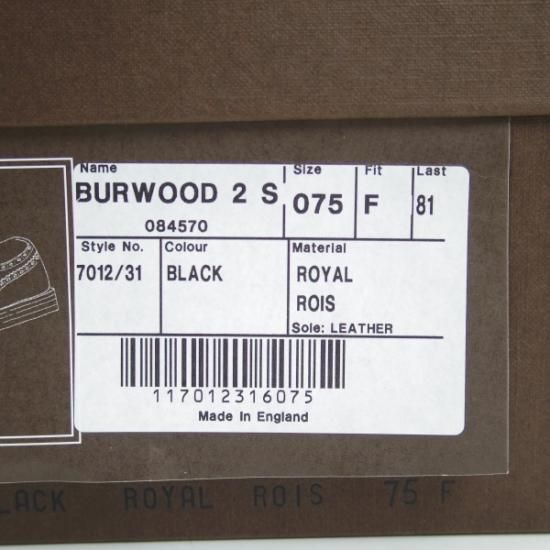 Name Size Fit Last
BURWOOD 2 S 075 F 81
084570
Style No. Colour Material
7012/31 BLACK ROYAL
ROIS
Sole: LEATHER
117012316075
Made In England
LACK ROYAL ROIS 75 F